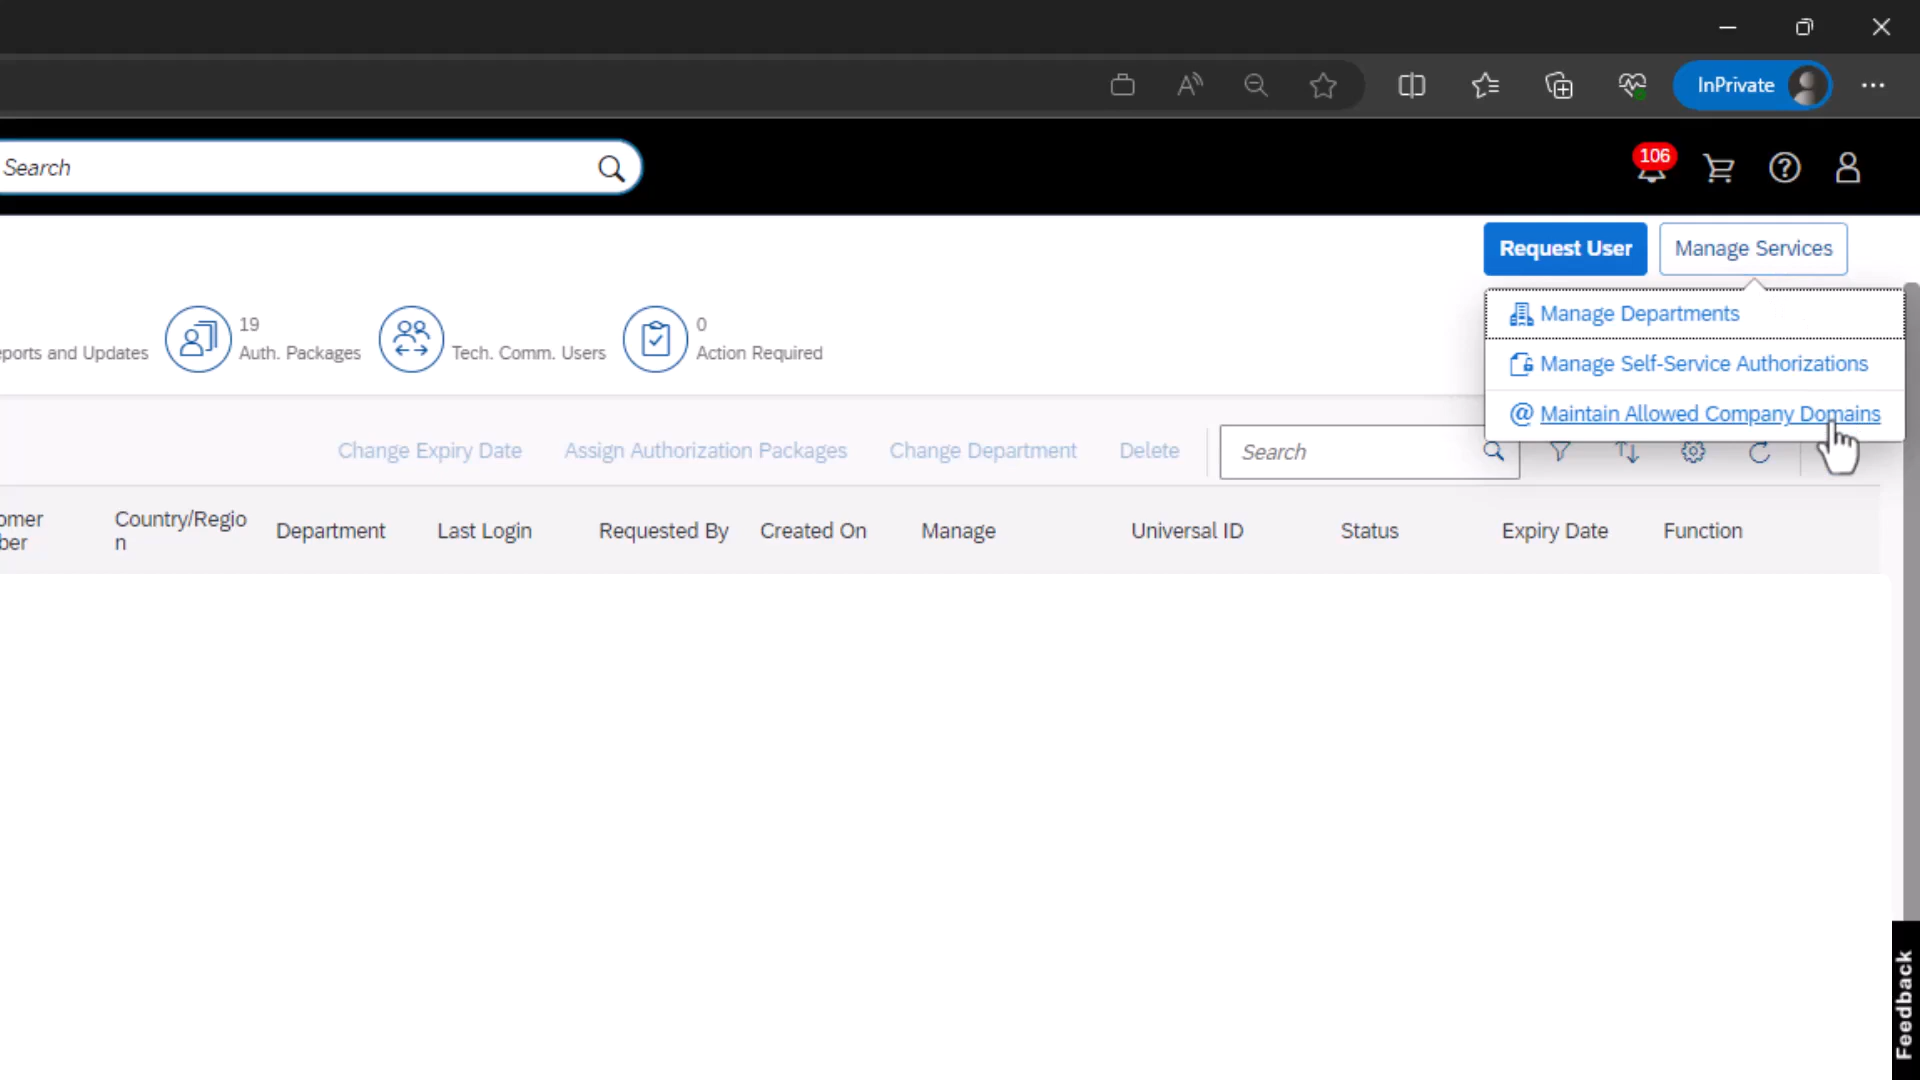 InPrivate
Search
106
Request User
Manage Services
Manage Departments
Manage Self-Service Authorizations
@ Maintain Allowed Company Domains
eports and Updates
19
Auth. Packages
Tech. Comm. Users
0
Action Required
Change Expiry Date
Assign Authorization Packages
Change Department
Delete
Search
omer
ber
Country/Regio
n
Department
Last Login
Requested By
Created On
Manage
Universal ID
Status
Expiry Date
Function
Feedback